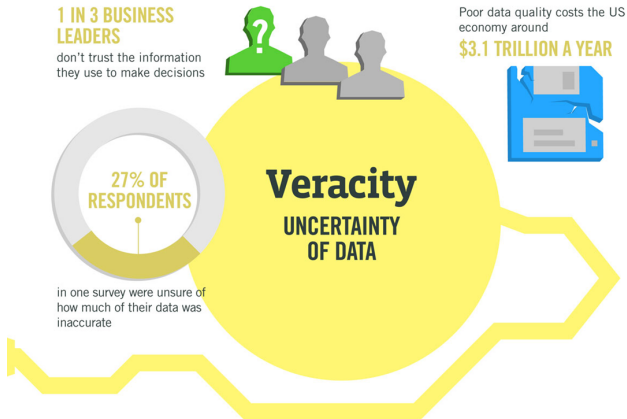 1 IN 3 BUSINESS
LEADERS
don't trust the information
they use to make decisions
?
Poor data quality costs the US
economy around
$3.1 TRILLION A YEAR
27% OF
RESPONDENTS
in one survey were unsure of
how much of their data was
inaccurate
Veracity
UNCERTAINTY
OF DATA